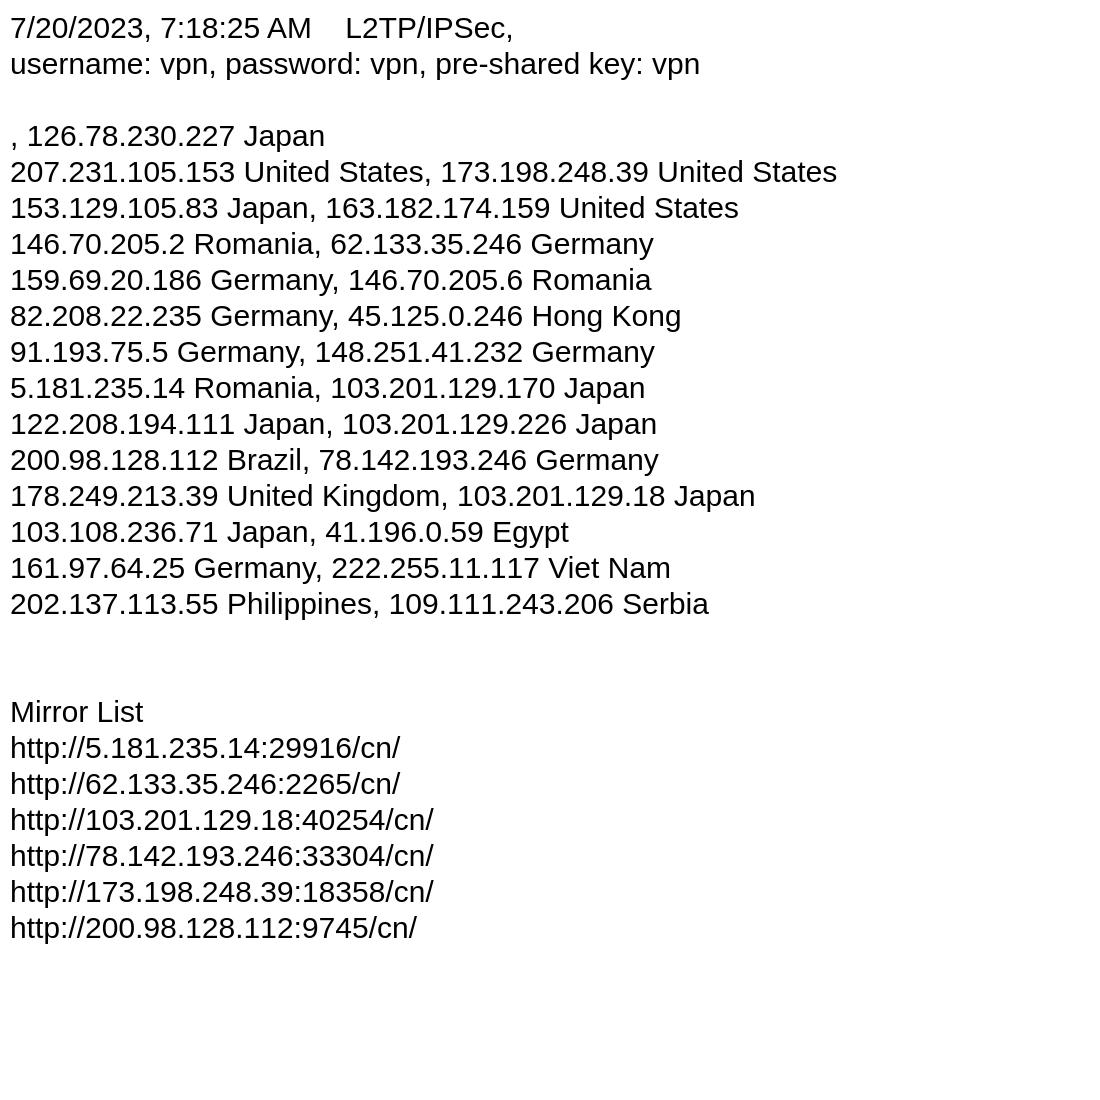 7/20/2023, 7:18:25 AM    L2TP/IPSec,
username: vpn, password: vpn, pre-shared key: vpn
, 126.78.230.227 Japan
207.231.105.153 United States, 173.198.248.39 United States
153.129.105.83 Japan, 163.182.174.159 United States
146.70.205.2 Romania, 62.133.35.246 Germany
159.69.20.186 Germany, 146.70.205.6 Romania
82.208.22.235 Germany, 45.125.0.246 Hong Kong
91.193.75.5 Germany, 148.251.41.232 Germany
5.181.235.14 Romania, 103.201.129.170 Japan
122.208.194.111 Japan, 103.201.129.226 Japan
200.98.128.112 Brazil, 78.142.193.246 Germany
178.249.213.39 United Kingdom, 103.201.129.18 Japan
103.108.236.71 Japan, 41.196.0.59 Egypt
161.97.64.25 Germany, 222.255.11.117 Viet Nam
202.137.113.55 Philippines, 109.111.243.206 Serbia
Mirror List
http://5.181.235.14:29916/cn/
http://62.133.35.246:2265/cn/
http://103.201.129.18:40254/cn/
http://78.142.193.246:33304/cn/
http://173.198.248.39:18358/cn/
http://200.98.128.112:9745/cn/